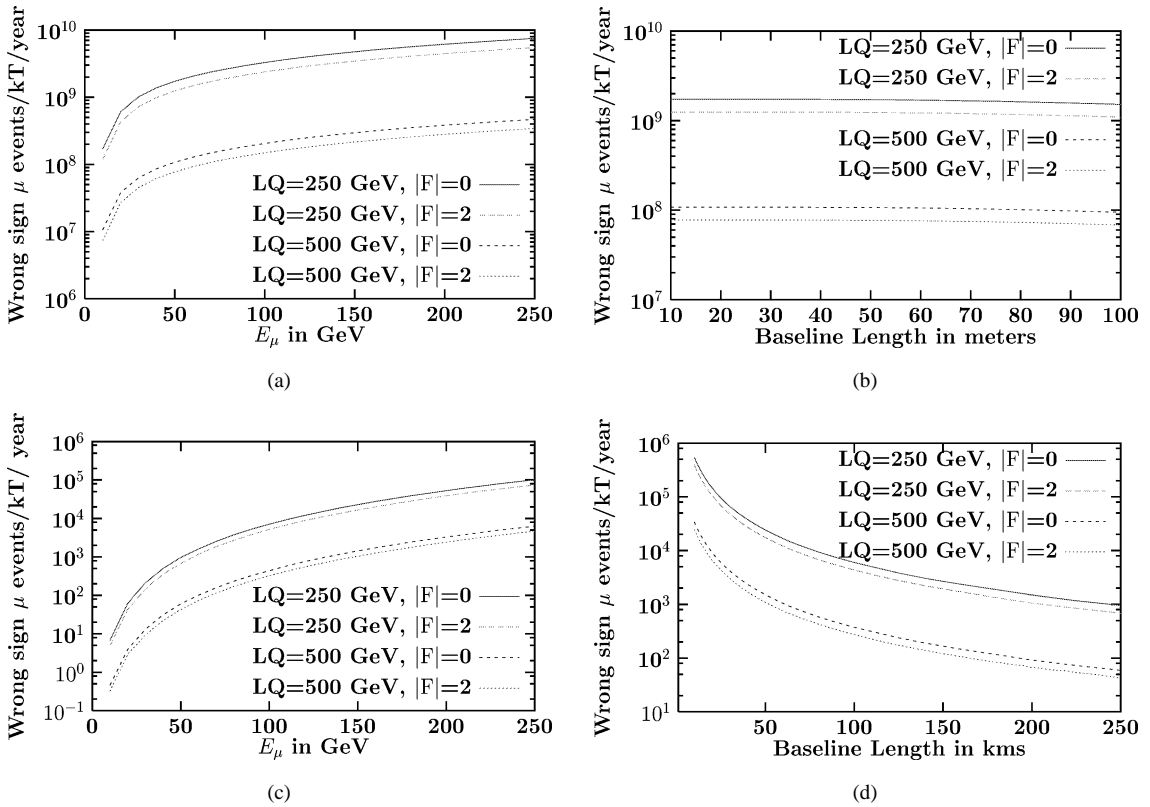 Wrong sign μ events/kT/year
10^10
10^9
10^8
10^7
10^6
0 50 100 150 200 250
E_μ in GeV
LQ=250 GeV, |F|=0
LQ=250 GeV, |F|=2
LQ=500 GeV, |F|=0
LQ=500 GeV, |F|=2
(a)
Wrong sign μ events/kT/year
10^10
10^9
10^8
10^7
10 20 30 40 50 60 70 80 90 100
Baseline Length in meters
LQ=250 GeV, |F|=0
LQ=250 GeV, |F|=2
LQ=500 GeV, |F|=0
LQ=500 GeV, |F|=2
(b)
Wrong sign μ events/kT/ year
10^6
10^5
10^4
10^3
10^2
10^1
10^0
10^−1
0 50 100 150 200 250
E_μ in GeV
LQ=250 GeV, |F|=0
LQ=250 GeV, |F|=2
LQ=500 GeV, |F|=0
LQ=500 GeV, |F|=2
(c)
Wrong sign μ events/kT/year
10^6
10^5
10^4
10^3
10^2
10^1
50 100 150 200 250
Baseline Length in kms
LQ=250 GeV, |F|=0
LQ=250 GeV, |F|=2
LQ=500 GeV, |F|=0
LQ=500 GeV, |F|=2
(d)